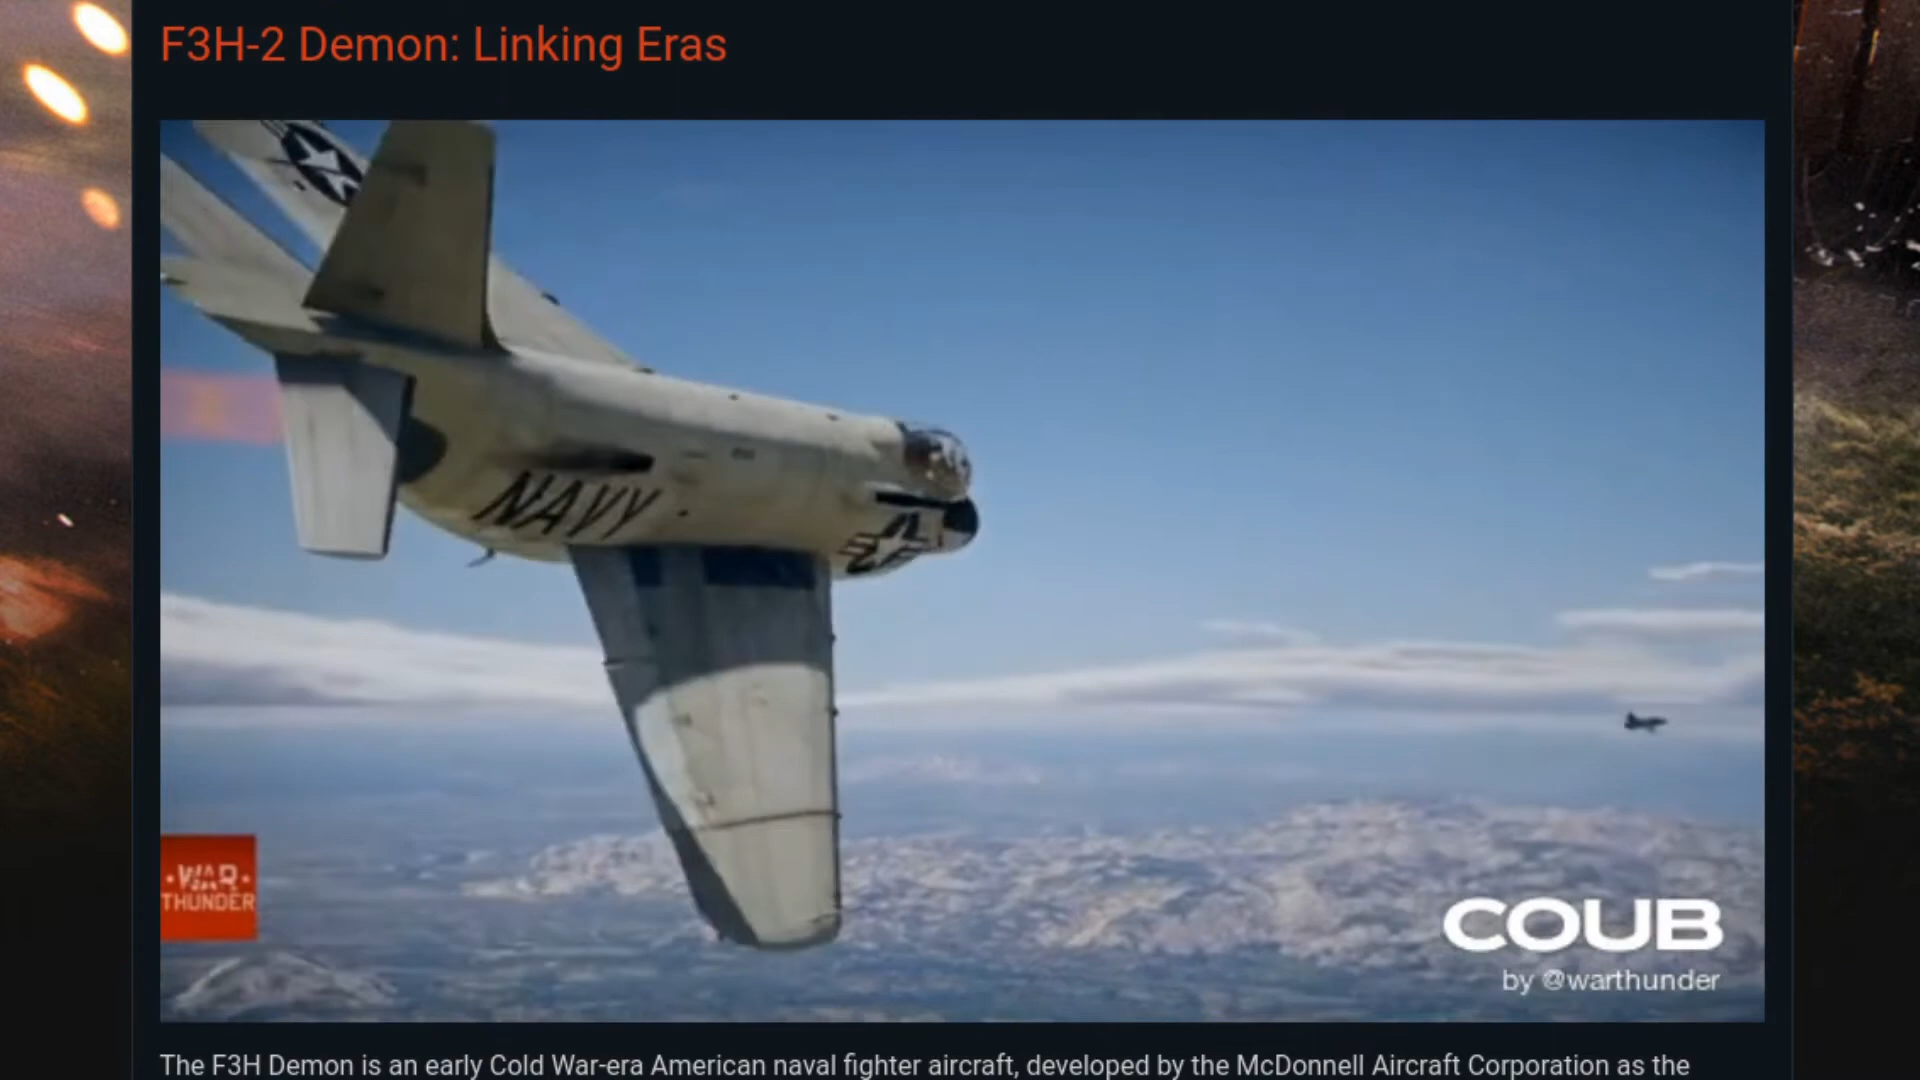 F3H-2 Demon: Linking Eras
NAVY
WAR
THUNDER
COUB
by @warthunder
The F3H Demon is an early Cold War-era American naval fighter aircraft, developed by the McDonnell Aircraft Corporation as the